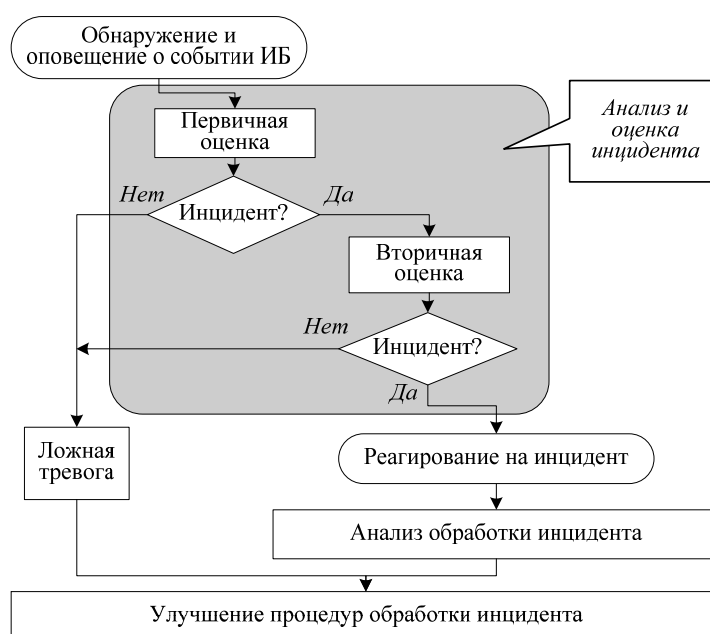 Обнаружение и
оповещение о событии ИБ
Анализ и
оценка
инцидента
Первичная
оценка
Нет
Инцидент?
Да
Вторичная
оценка
Нет
Инцидент?
Да
Ложная
тревога
Реагирование на инцидент
Анализ обработки инцидента
Улучшение процедур обработки инцидента